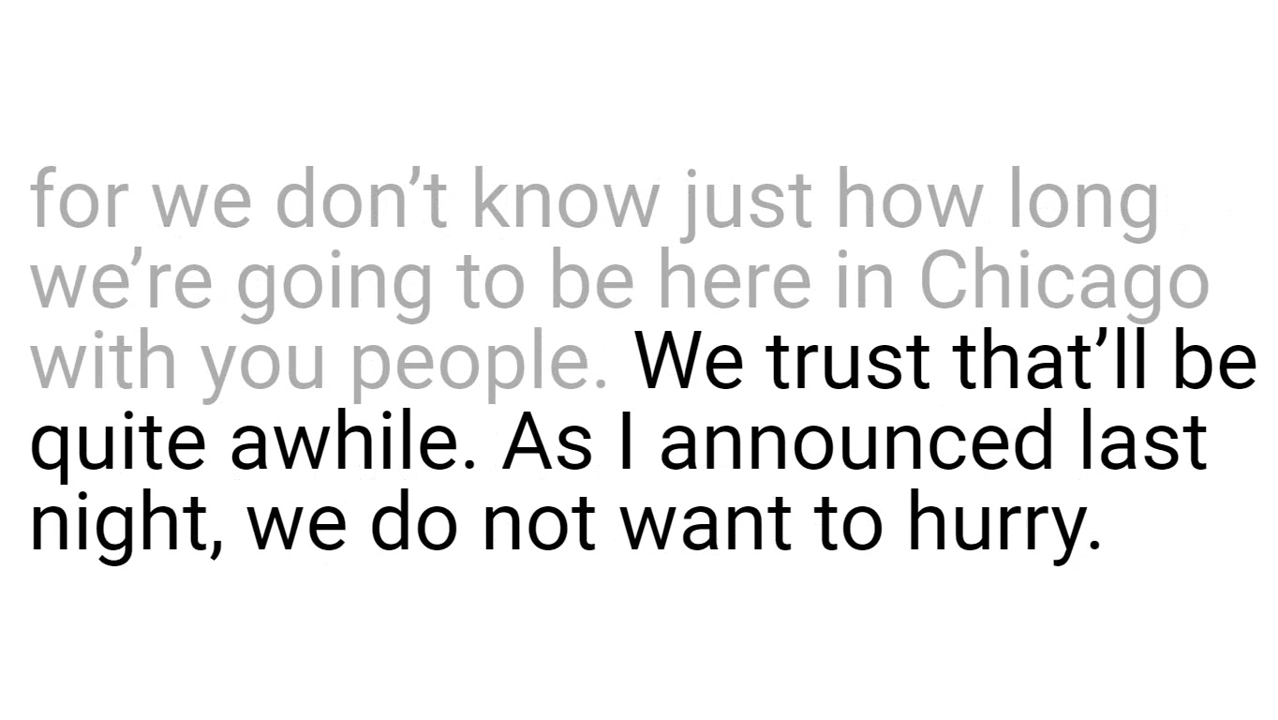 for we don’t know just how long
we’re going to be here in Chicago
with you people. We trust that’ll be
quite awhile. As I announced last
night, we do not want to hurry.